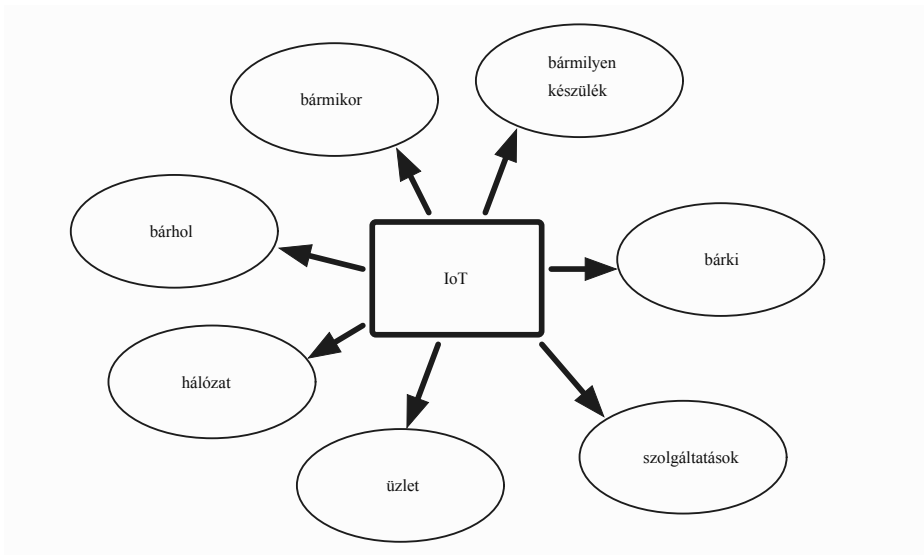 bármilyen
készülék
bármikor
bárhol
bárki
IoT
hálózat
szolgáltatások
üzlet